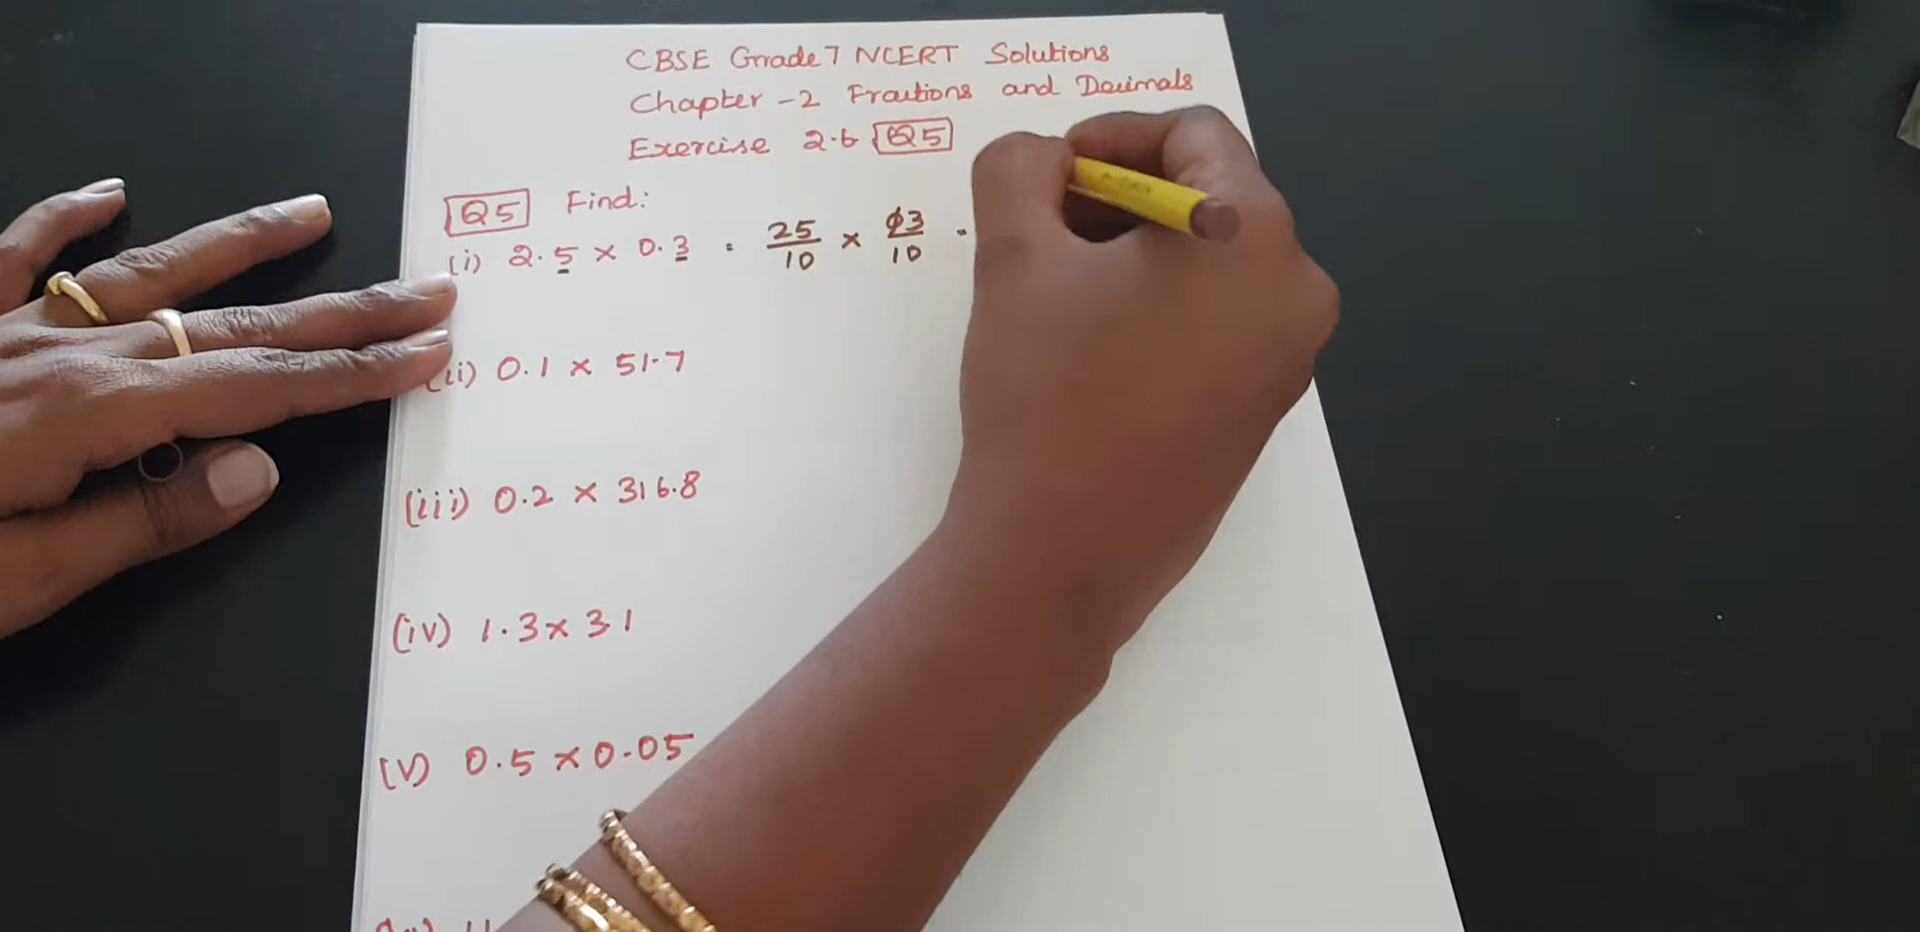 CBSE Grade 7 NCERT Solutions
Chapter - 2 Fractions and Decimals
Exercise 2.6 Q5
Q5 Find:
(i) 2.5 × 0.3 = 25/10 × 03/10 =
(ii) 0.1 × 51.7
(iii) 0.2 × 316.8
(iv) 1.3 × 3.1
(v) 0.5 × 0.05